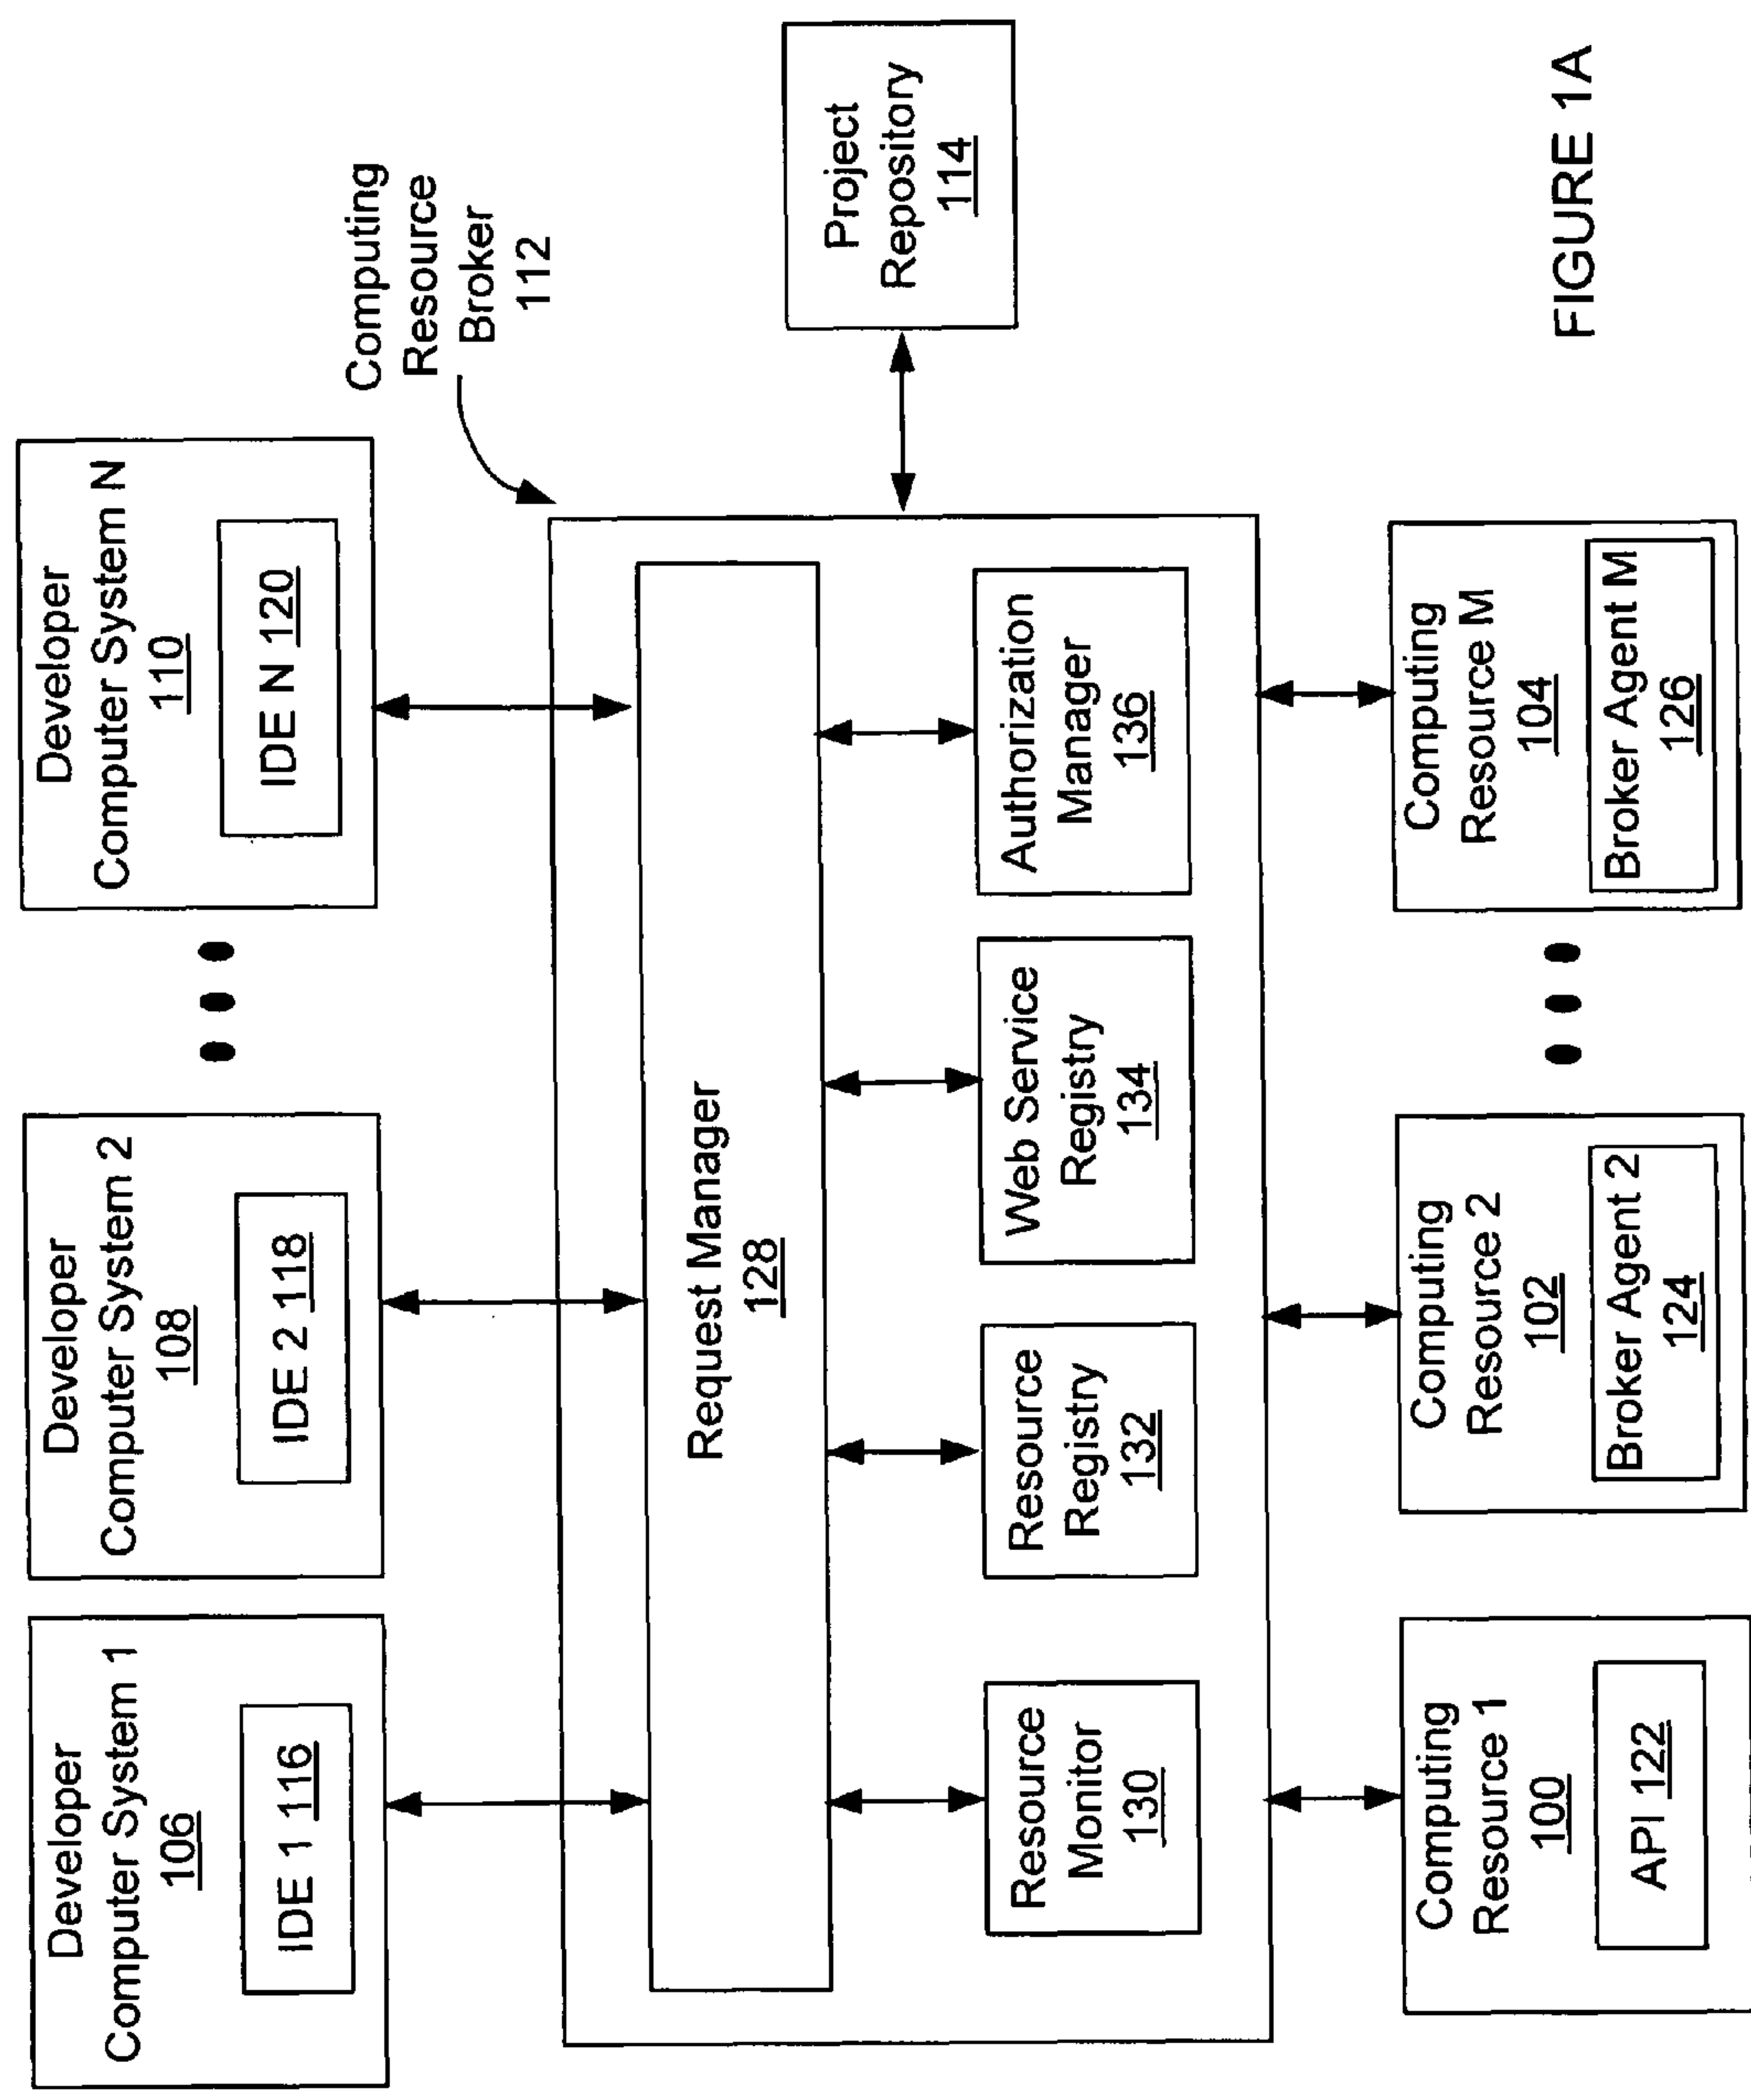 Developer
Computer System 1
106
IDE 1 116
Developer
Computer System 2
108
IDE 2 118
Developer
Computer System N
110
IDE N 120
Computing
Resource
Broker
112
Request Manager
128
Resource
Monitor
130
Resource
Registry
132
Web Service
Registry
134
Authorization
Manager
136
Project
Repository
114
Computing
Resource 1
100
API 122
Computing
Resource 2
102
Broker Agent 2
124
Computing
Resource M
104
Broker Agent M
126
FIGURE 1A